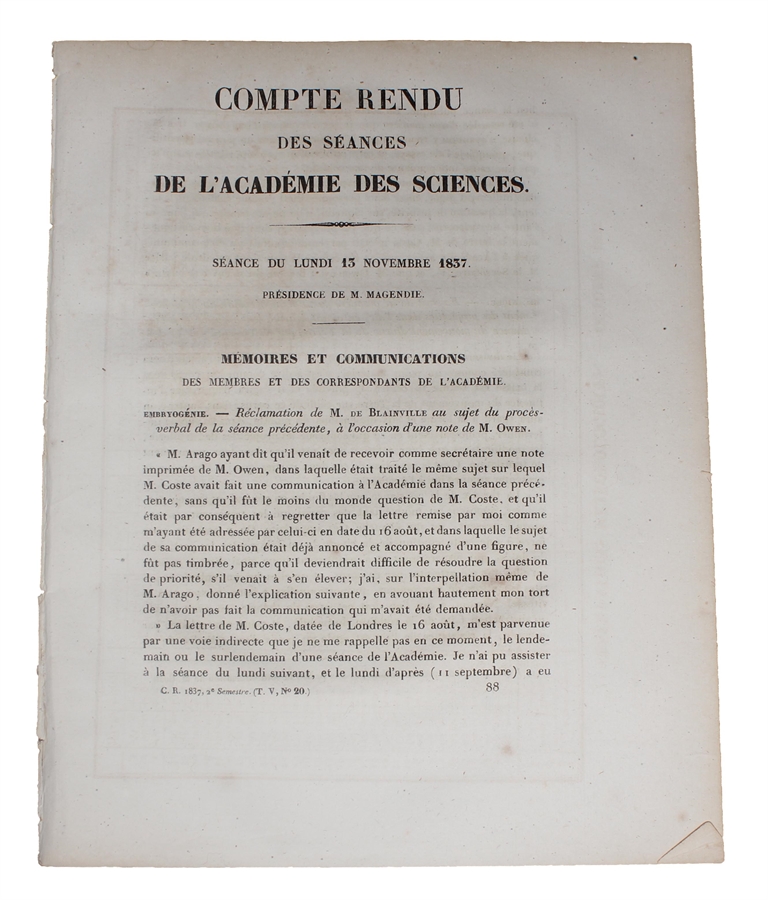 COMPTE RENDU
DES SÉANCES
DE L'ACADÉMIE DES SCIENCES.
SÉANCE DU LUNDI 13 NOVEMBRE 1837.
PRÉSIDENCE DE M. MAGENDIE.
MÉMOIRES ET COMMUNICATIONS
DES MEMBRES ET DES CORRESPONDANTS DE L'ACADÉMIE.
EMBRYOGÉNIE. — Réclamation de M. DE BLAINVILLE au sujet du procès-
verbal de la séance précédente, à l'occasion d'une note de M. OWEN.
« M. Arago ayant dit qu'il venait de recevoir comme secrétaire une note
imprimée de M. Owen, dans laquelle était traité le même sujet sur lequel
M. Coste avait fait une communication à l'Académie dans la séance précé-
dente, sans qu'il fût le moins du monde question de M. Coste, et qu'il
était par conséquent à regretter que la lettre remise par moi comme
m'ayant été adressée par celui-ci en date du 16 août, et dans laquelle le sujet
de sa communication était déjà annoncé et accompagné d'une figure, ne
fût pas timbrée, parce qu'il deviendrait difficile de résoudre la question
de priorité, s'il venait à s'en élever; j'ai, sur l'interpellation même de
M. Arago, donné l'explication suivante, en avouant hautement mon tort
de n'avoir pas fait la communication qui m'avait été demandée.
» La lettre de M. Coste, datée de Londres le 16 août, m'est parvenue
par une voie indirecte que je ne me rappelle pas en ce moment, le lende-
main ou le surlendemain d'une séance de l'Académie. Je n'ai pu assister
à la séance du lundi suivant, et le lundi d'après (11 septembre) a eu
C. R. 1837, 2e Semestre. (T. V, No 20.)
88